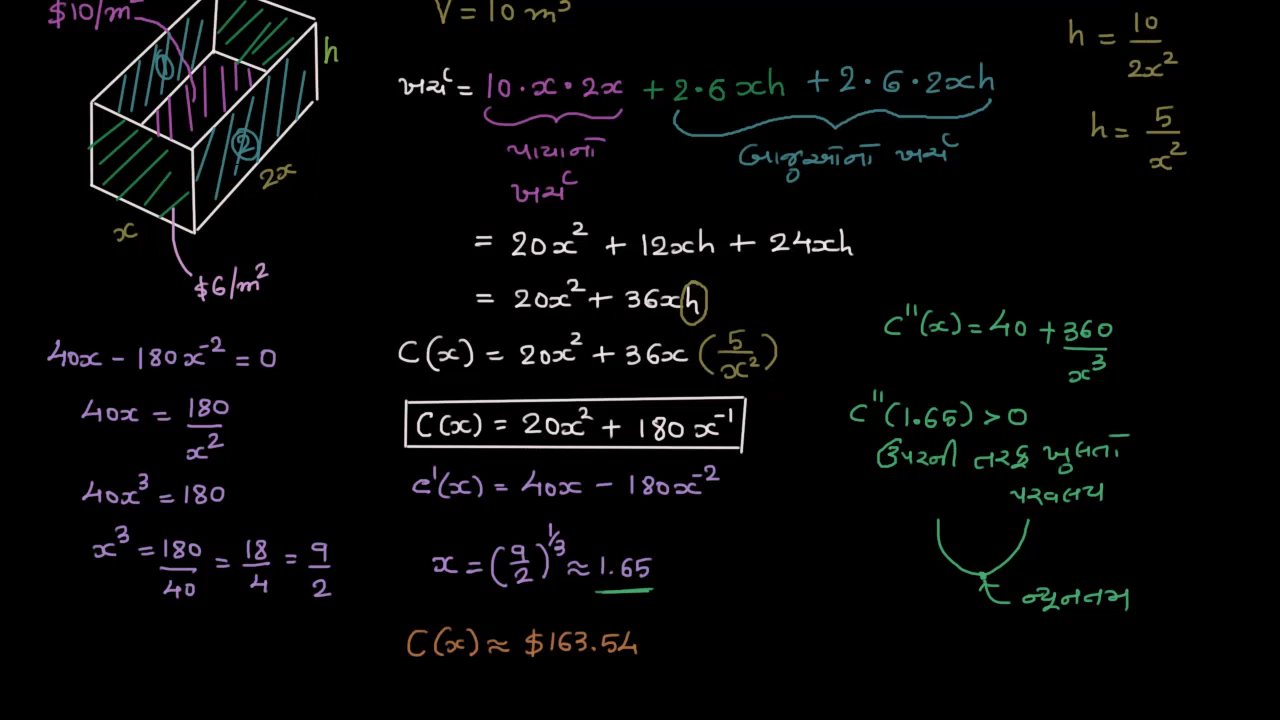 $10/m²
V = 10 m³
h
① 
②
x
2x
$6/m²
ખર્ચ = 10·x·2x + 2·6xh + 2·6·2xh
પાયાનો ખર્ચ
બાજુઓનો ખર્ચ
= 20x² + 12xh + 24xh
= 20x² + 36xh
C(x) = 20x² + 36x (5/x²)
C(x) = 20x² + 180x⁻¹
c'(x) = 40x − 180x⁻²
x = (9/2)^1/3 ≈ 1.65
C(x) ≈ $163.54
40x − 180x⁻² = 0
40x = 180/x²
40x³ = 180
x³ = 180/40 = 18/4 = 9/2
h = 10/2x²
h = 5/x²
c''(x) = 40 + 360/x³
c''(1.65) > 0
ઉપરની તરફ ખુલતો
પરવલય
ન્યૂનતમ